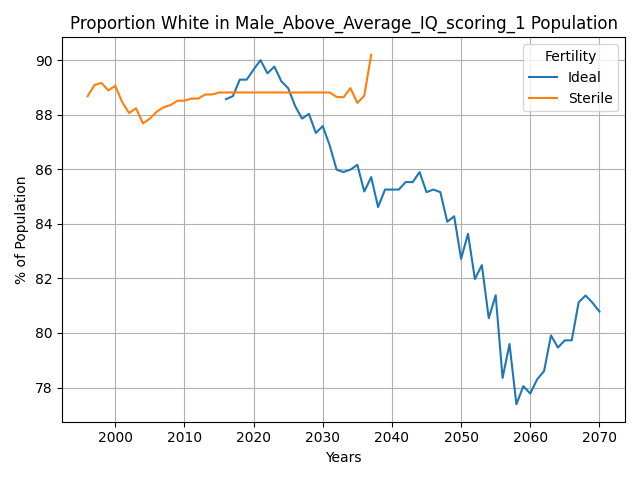 Proportion White in Male_Above_Average_IQ_scoring_1 Population
% of Population
90
88
86
84
82
80
78
Fertility
Ideal
Sterile
2000 2010 2020 2030 2040 2050 2060 2070
Years